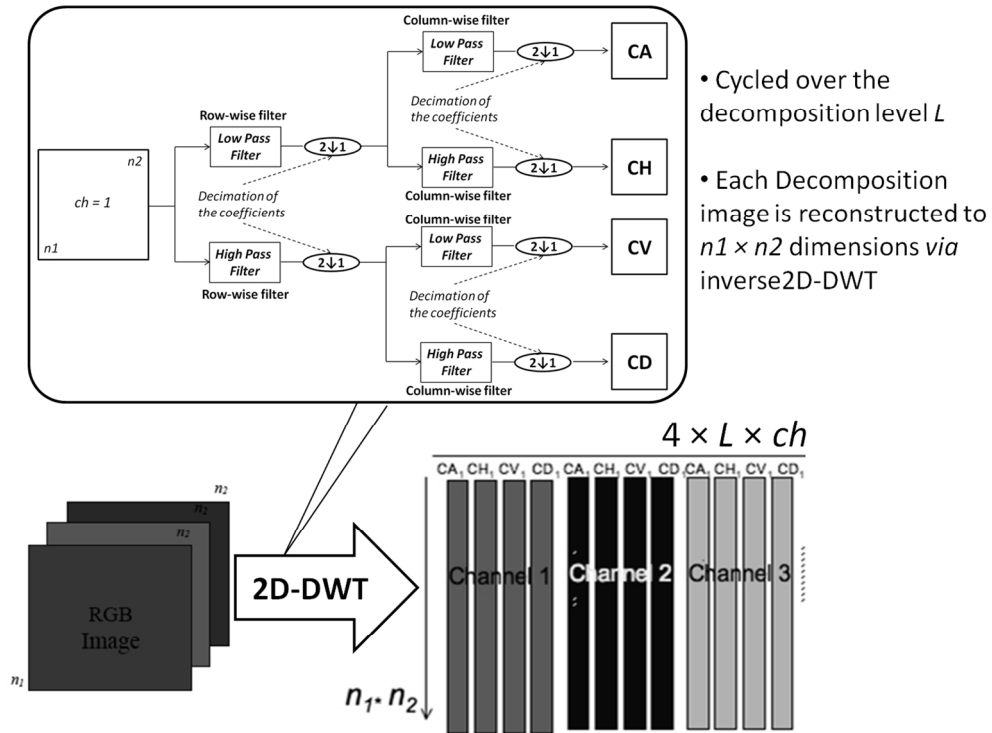 Column-wise filter
Low Pass
Filter
2↓1
CA
Decimation of
the coefficients
Row-wise filter
Low Pass
Filter
2↓1
High Pass
Filter
2↓1
CH
Column-wise filter
n2
ch = 1
n1
Decimation of
the coefficients
Column-wise filter
Low Pass
Filter
2↓1
CV
High Pass
Filter
2↓1
Row-wise filter
Decimation of
the coefficients
High Pass
Filter
2↓1
CD
Column-wise filter
• Cycled over the
decomposition level L
• Each Decomposition
image is reconstructed to
n1 × n2 dimensions via
inverse2D-DWT
4 × L × ch
CA₁ CH₁ CV₁ CD₁ CA₁ CH₁ CV₁ CD₁ CA₁ CH₁ CV₁ CD₁
n₂
n₂
n₂
RGB
Image
n₁
2D-DWT
Channel 1
Channel 2
Channel 3
n₁* n₂